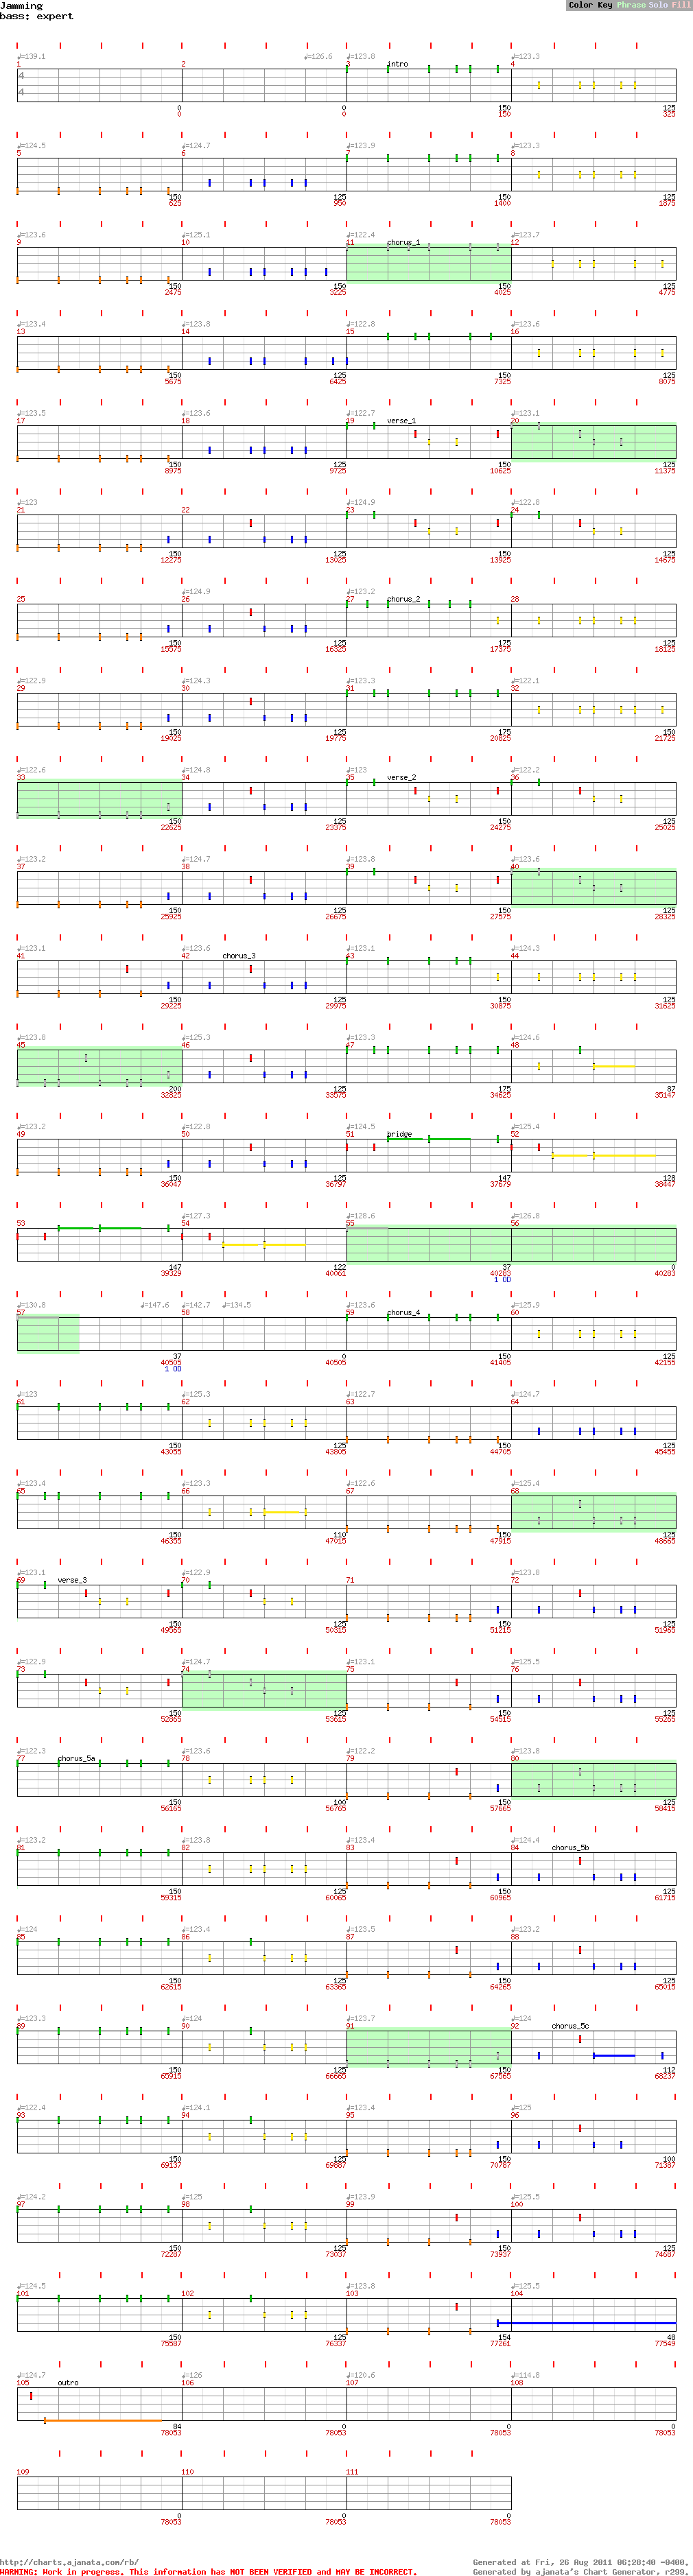 Jamming
Color Key Phrase Solo Fill
bass: expert
♩=139.1 ♩=126.6 ♩=123.8 ♩=123.3
1 2 3 intro 4
4
4
0 0 150 125
0 0 150 325
♩=124.5 ♩=124.7 ♩=123.9 ♩=123.3
5 6 7 8
150 125 150 125
625 950 1400 1875
♩=123.6 ♩=125.1 ♩=122.4 ♩=123.7
9 10 11 chorus_1 12
150 150 150 125
2475 3225 4025 4775
♩=123.4 ♩=123.8 ♩=122.8 ♩=123.6
13 14 15 16
150 125 150 125
5675 6425 7325 8075
♩=123.5 ♩=123.6 ♩=122.7 ♩=123.1
17 18 19 verse_1 20
150 125 150 125
8975 9725 10625 11375
♩=123 ♩=124.9 ♩=122.8
21 22 23 24
150 125 150 125
12275 13025 13925 14675
♩=124.9 ♩=123.2
25 26 27 chorus_2 28
150 125 175 125
15575 16325 17375 18125
♩=122.9 ♩=124.3 ♩=123.3 ♩=122.1
29 30 31 32
150 125 175 150
19025 19775 20825 21725
♩=122.6 ♩=124.8 ♩=123 ♩=122.2
33 34 35 verse_2 36
150 125 150 125
22625 23375 24275 25025
♩=123.2 ♩=124.7 ♩=123.8 ♩=123.6
37 38 39 40
150 125 150 125
25925 26675 27575 28325
♩=123.1 ♩=123.6 ♩=123.1 ♩=124.3
41 42 chorus_3 43 44
150 125 150 125
29225 29975 30875 31625
♩=123.8 ♩=125.3 ♩=123.3 ♩=124.6
45 46 47 48
200 125 175 87
32825 33575 34625 35147
♩=123.2 ♩=122.8 ♩=124.5 ♩=125.4
49 50 51 bridge 52
150 125 147 128
36047 36797 37679 38447
♩=127.3 ♩=128.6 ♩=126.8
53 54 55 56
147 122 37 0
39329 40061 40283 40283
1 OD
♩=130.8 ♩=147.6 ♩=142.7 ♩=134.5 ♩=123.6 ♩=125.9
57 58 59 chorus_4 60
37 0 150 125
40505 40505 41405 42155
1 OD
♩=123 ♩=125.3 ♩=122.7 ♩=124.7
61 62 63 64
150 125 150 125
43055 43805 44705 45455
♩=123.4 ♩=123.3 ♩=122.6 ♩=125.4
65 66 67 68
150 110 150 125
46355 47015 47915 48665
♩=123.1 ♩=122.9 ♩=123.8
69 verse_3 70 71 72
150 125 150 125
49565 50315 51215 51965
♩=122.9 ♩=124.7 ♩=123.1 ♩=125.5
73 74 75 76
150 125 150 125
52865 53615 54515 55265
♩=122.3 ♩=123.6 ♩=122.2 ♩=123.8
77 chorus_5a 78 79 80
150 100 150 125
56165 56765 57665 58415
♩=123.2 ♩=123.8 ♩=123.4 ♩=124.4
81 82 83 84 chorus_5b
150 125 150 125
59315 60065 60965 61715
♩=124 ♩=123.4 ♩=123.5 ♩=123.2
85 86 87 88
150 125 150 125
62615 63365 64265 65015
♩=123.3 ♩=124 ♩=123.7 ♩=124
89 90 91 92 chorus_5c
150 125 150 112
65915 66665 67565 68237
♩=122.4 ♩=124.1 ♩=123.4 ♩=125
93 94 95 96
150 125 150 100
69137 69887 70787 71387
♩=124.2 ♩=125 ♩=123.9 ♩=125.5
97 98 99 100
150 125 150 125
72287 73037 73937 74687
♩=124.5 ♩=123.8 ♩=125.5
101 102 103 104
150 125 154 48
75587 76337 77261 77549
♩=124.7 ♩=126 ♩=120.6 ♩=114.8
105 outro 106 107 108
84 0 0 0
78053 78053 78053 78053
109 110 111
0 0 0
78053 78053 78053
http://charts.ajanata.com/rb/
Generated at Fri, 26 Aug 2011 06:28:40 -0400.
WARNING: Work in progress. This information has NOT BEEN VERIFIED and MAY BE INCORRECT.
Generated by ajanata's Chart Generator, r299.